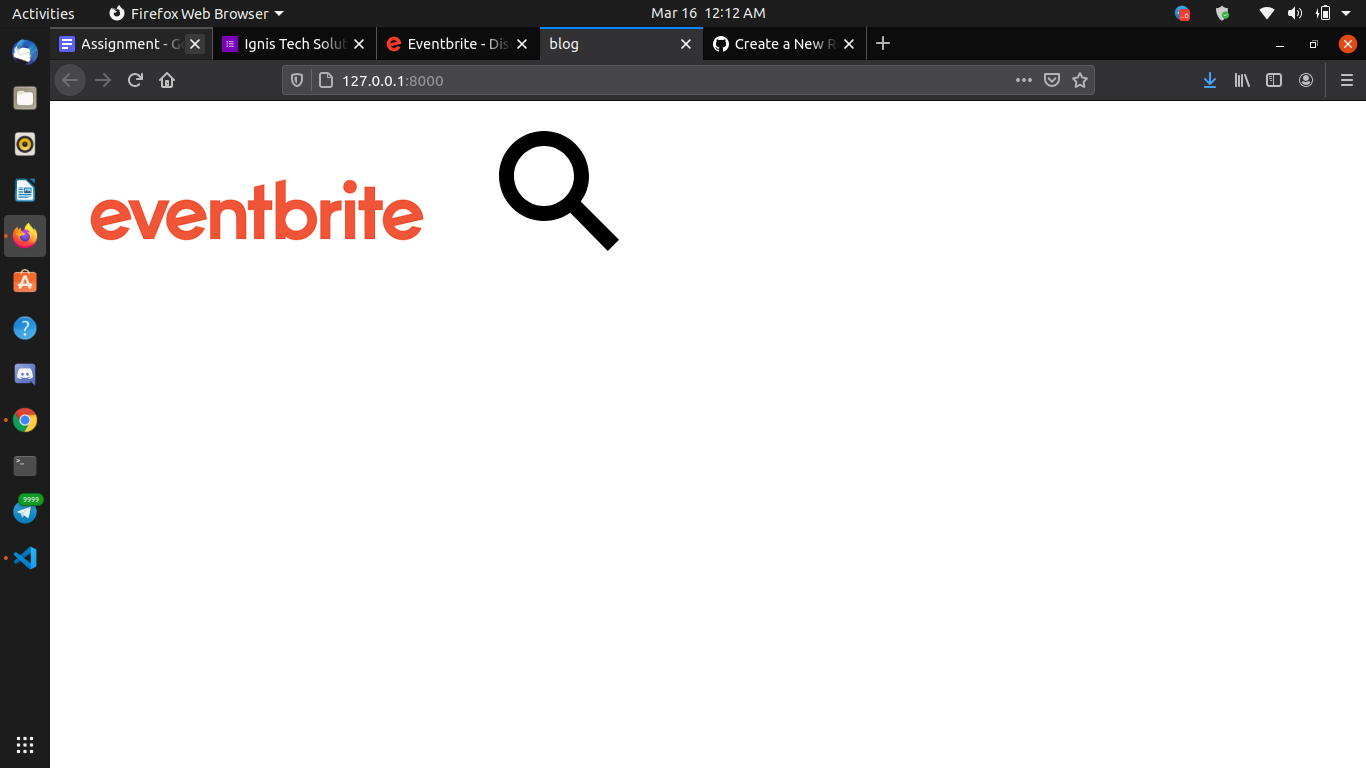 Activities Firefox Web Browser Mar 16 12:12 AM
Assignment - Go Ignis Tech Solut Eventbrite - Dis blog Create a New R
127.0.0.1:8000
eventbrite
9999